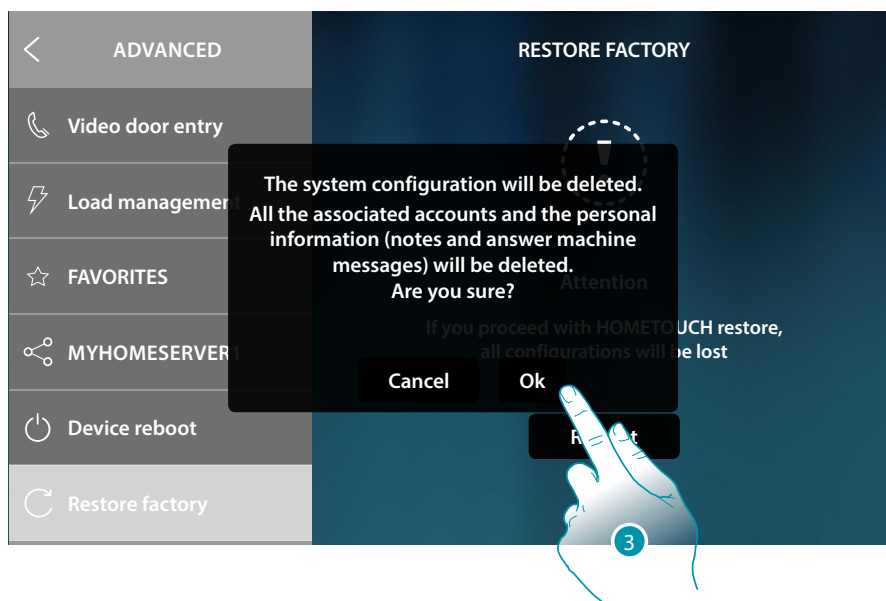 ADVANCED
RESTORE FACTORY
Video door entry
Load management
FAVORITES
MYHOMESERVER1
Device reboot
Restore factory
The system configuration will be deleted.
All the associated accounts and the personal
information (notes and answer machine
messages) will be deleted.
Are you sure?
Cancel
Ok
Attention
If you proceed with HOMETOUCH restore,
all configurations will be lost
3